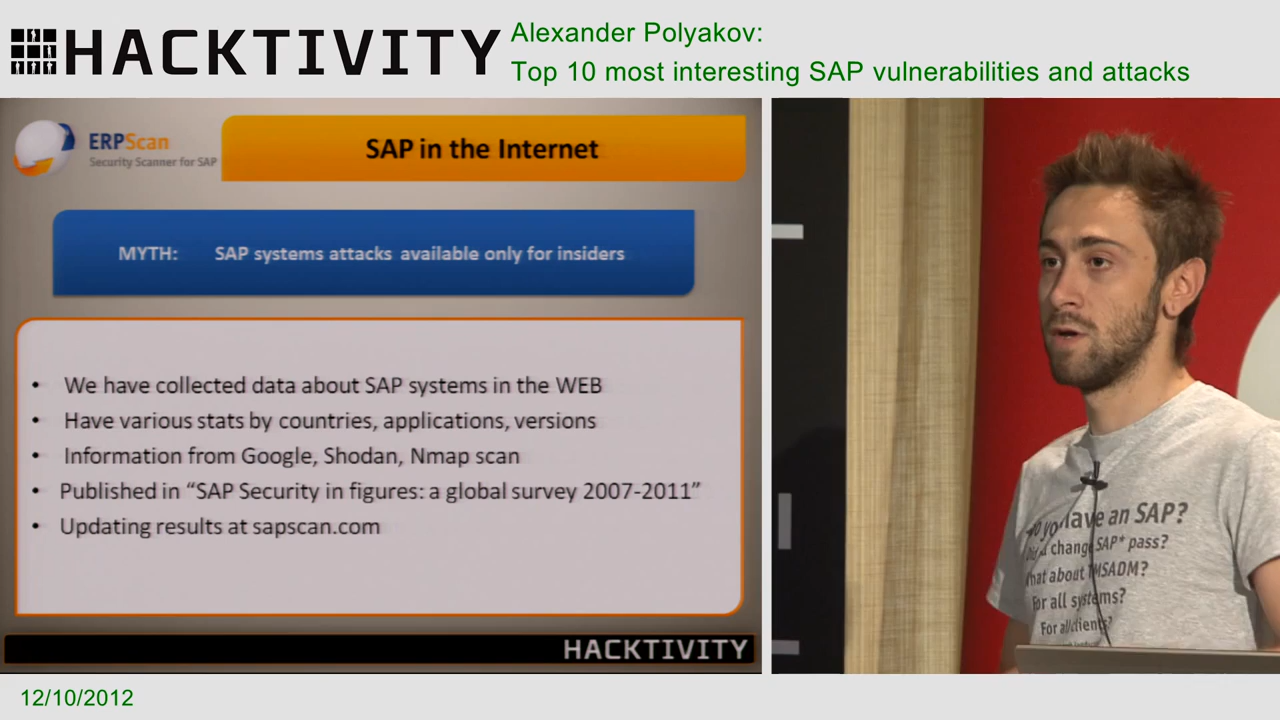 HACKTIVITY
Alexander Polyakov:
Top 10 most interesting SAP vulnerabilities and attacks
ERPScan
Security Scanner for SAP
SAP in the Internet
MYTH: SAP systems attacks available only for insiders
• We have collected data about SAP systems in the WEB
• Have various stats by countries, applications, versions
• Information from Google, Shodan, Nmap scan
• Published in “SAP Security in figures: a global survey 2007-2011”
• Updating results at sapscan.com
HACKTIVITY
12/10/2012
have an SAP?
change SAP* pass?
about TMSADM?
For all systems?
For all clients?